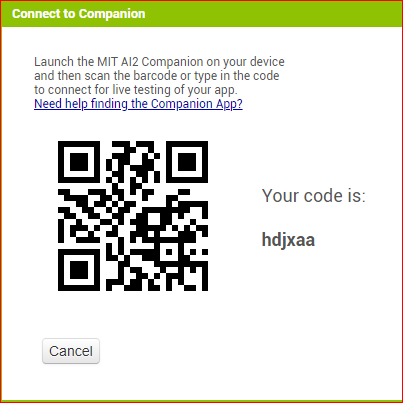 Connect to Companion
Launch the MIT AI2 Companion on your device
and then scan the barcode or type in the code
to connect for live testing of your app.
Need help finding the Companion App?
Your code is:
hdjxaa
Cancel